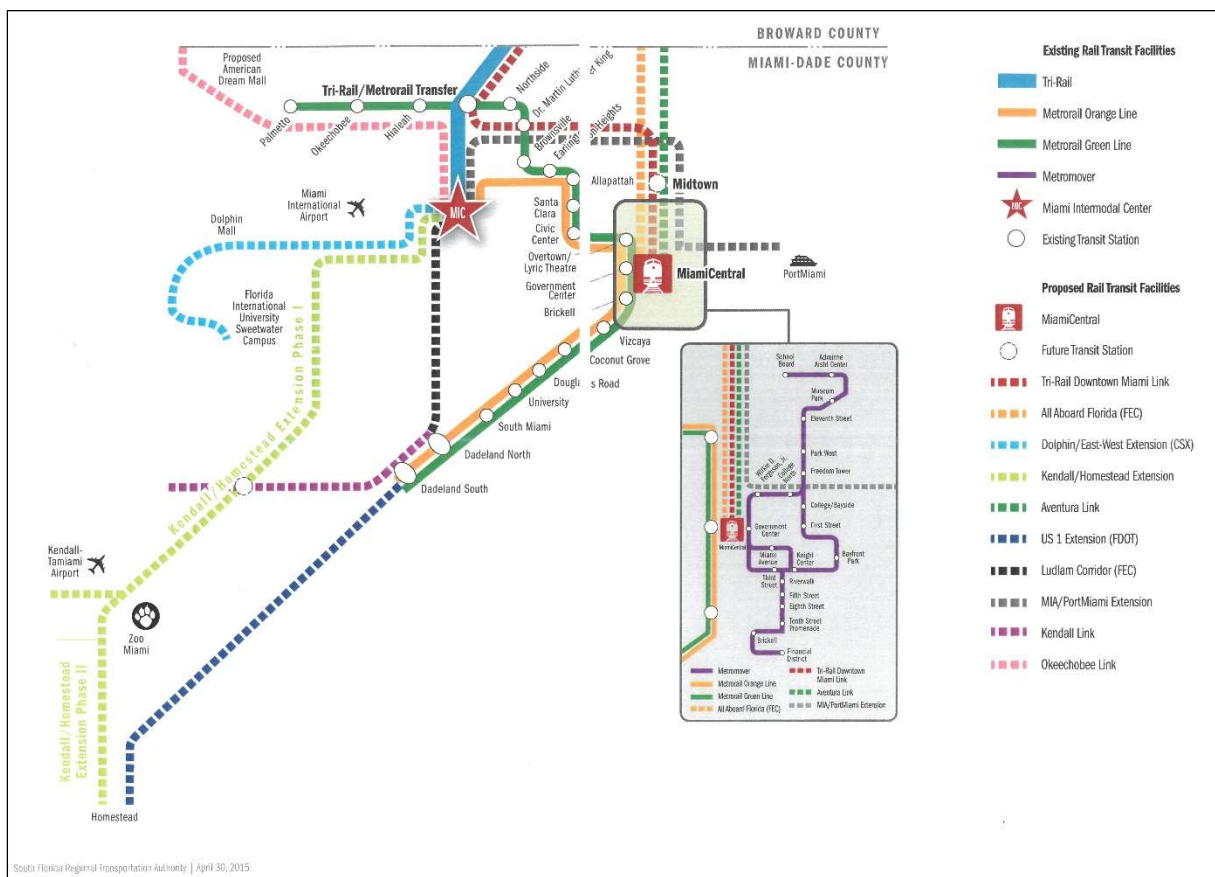 BROWARD COUNTY
MIAMI-DADE COUNTY
Proposed
American
Dream Mall
Tri-Rail/Metrorail Transfer
Palmetto
Okeechobee
Hialeah
Northside
Dr. Martin Luther King
Brownsville
Earlington Heights
Allapattah
Santa
Clara
Civic
Center
Overtown/
Lyric Theatre
Government
Center
Brickell
Vizcaya
Coconut Grove
Douglas Road
University
South Miami
Dadeland North
Dadeland South
Midtown
MiamiCentral
PortMiami
MIC
Miami
International
Airport
Dolphin
Mall
Florida
International
University
Sweetwater
Campus
Kendall/Homestead Extension Phase I
Kendall-
Tamiami
Airport
Zoo
Miami
Kendall/Homestead
Extension Phase II
Homestead
School
Board
Adrienne
Arsht Center
Museum
Park
Eleventh Street
Park West
Freedom Tower
Wilkie D.
Ferguson, Jr.
College
North
College/Bayside
First Street
Government
Center
MiamiCentral
Miami
Avenue
Knight
Center
Bayfront
Park
Third
Street
Riverwalk
Fifth Street
Eighth Street
Tenth Street
Promenade
Brickell
Financial
District
Metromover
Metrorail Orange Line
Metrorail Green Line
All Aboard Florida (FEC)
Tri-Rail Downtown
Miami Link
Aventura Link
MIA/PortMiami Extension
Existing Rail Transit Facilities
Tri-Rail
Metrorail Orange Line
Metrorail Green Line
Metromover
MIC
Miami Intermodal Center
Existing Transit Station
Proposed Rail Transit Facilities
MiamiCentral
Future Transit Station
Tri-Rail Downtown Miami Link
All Aboard Florida (FEC)
Dolphin/East-West Extension (CSX)
Kendall/Homestead Extension
Aventura Link
US 1 Extension (FDOT)
Ludlam Corridor (FEC)
MIA/PortMiami Extension
Kendall Link
Okeechobee Link
South Florida Regional Transportation Authority | April 30, 2015